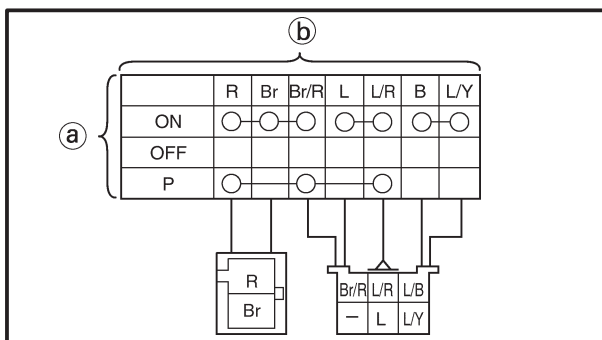 b
R Br Br/R L L/R B L/Y
a
ON
OFF
P
R
Br
Br/R L/R L/B
– L L/Y